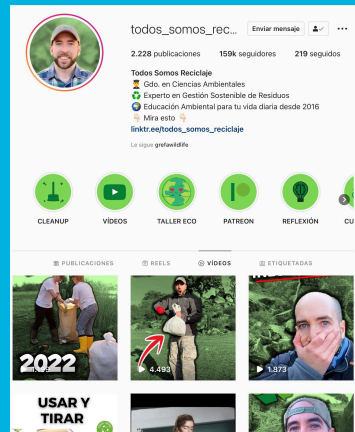 todos_somos_rec...
Enviar mensaje
2.228 publicaciones 159k seguidores 219 seguidos
Todos Somos Reciclaje
Gdo. en Ciencias Ambientales
Experto en Gestión Sostenible de Residuos
Educación Ambiental para tu vida diaria desde 2016
Mira esto
linktr.ee/todos_somos_reciclaje
Le sigue grefawildlife
CLEANUP VÍDEOS TALLER ECO PATREON REFLEXIÓN CU
PUBLICACIONES REELS VÍDEOS ETIQUETADAS
2022
4.493
1.873
USAR Y
TIRAR